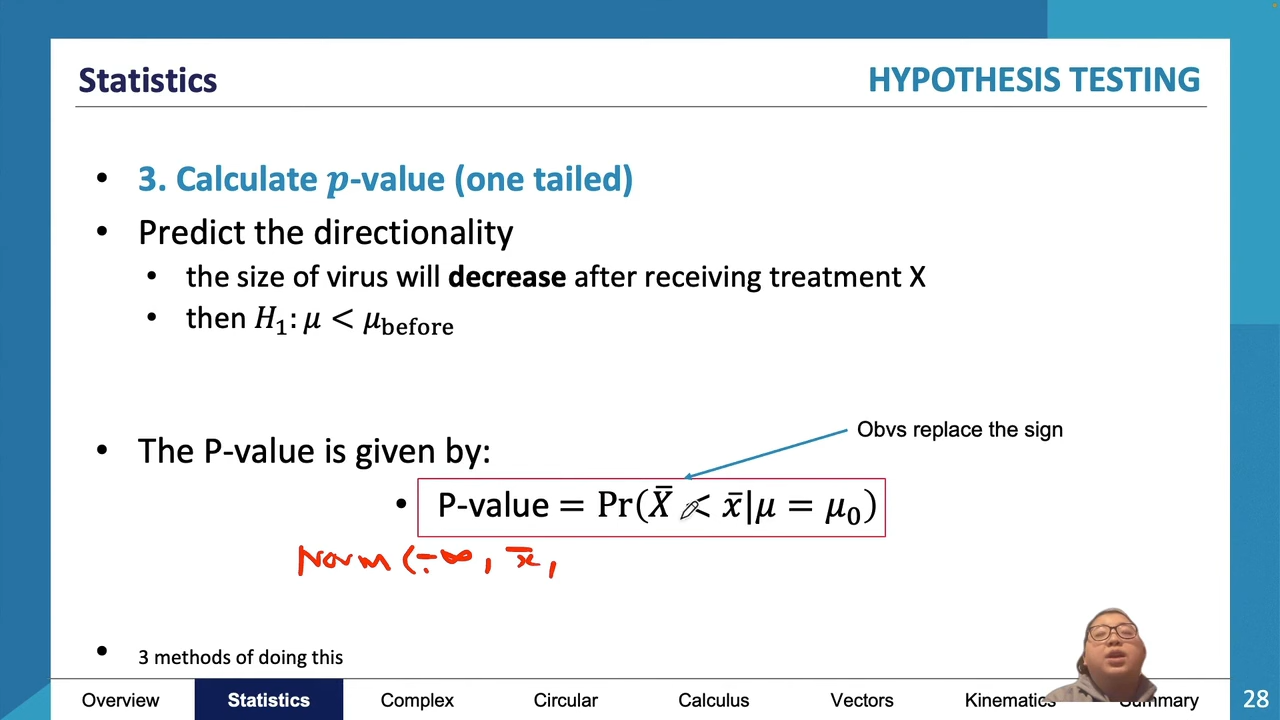 Statistics
HYPOTHESIS TESTING
• 3. Calculate p-value (one tailed)
• Predict the directionality
• the size of virus will decrease after receiving treatment X
• then H₁: μ < μ_before
Obvs replace the sign
• The P-value is given by:
• P-value = Pr(X̄ < x̄|μ = μ₀)
Norm (-∞, x̄,
• 3 methods of doing this
Overview Statistics Complex Circular Calculus Vectors Kinematics Summary 28